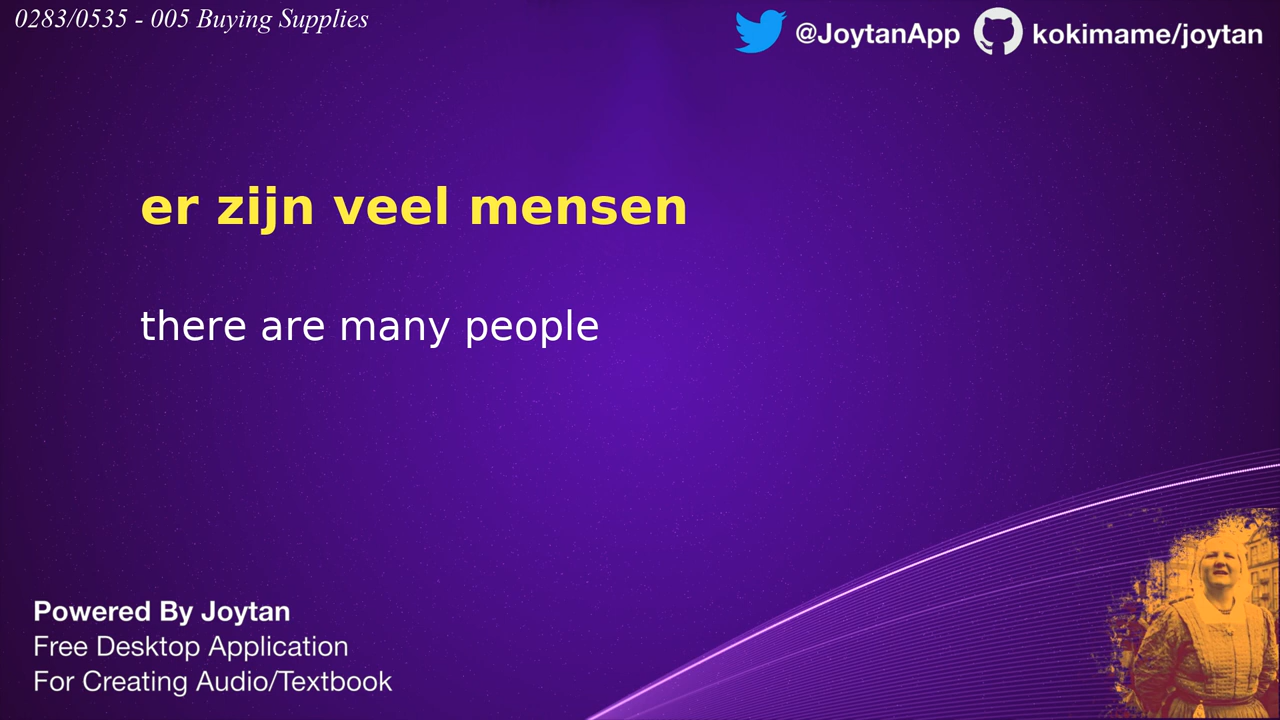 0283/0535 - 005 Buying Supplies
@JoytanApp kokimame/joytan
er zijn veel mensen
there are many people
Powered By Joytan
Free Desktop Application
For Creating Audio/Textbook